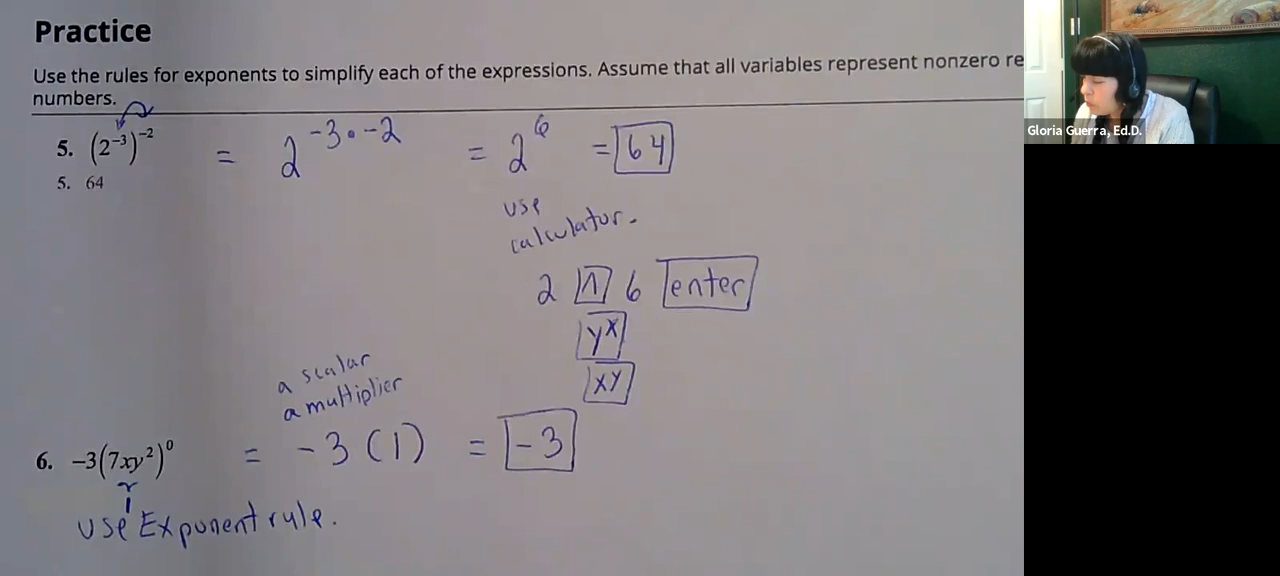 Practice
Use the rules for exponents to simplify each of the expressions. Assume that all variables represent nonzero re
numbers.
5. (2⁻³)⁻² = 2^(-3•-2) = 2⁶ = 64
5. 64
use
calculator.
2 ^ 6 enter
yˣ
xʸ
a scalar
a multiplier
6. -3(7xy²)⁰ = -3(1) = -3
use Exponent rule.
Gloria Guerra, Ed.D.